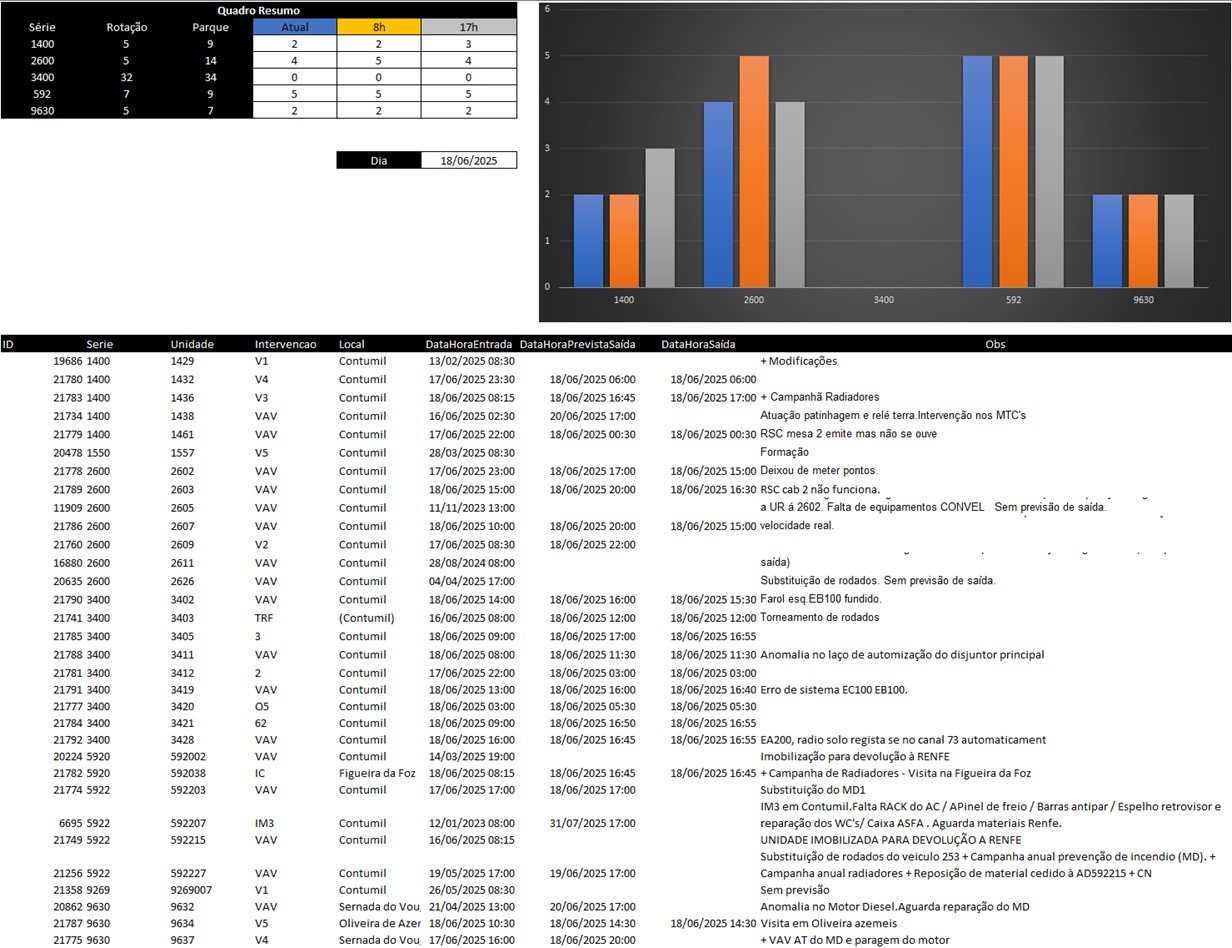 Quadro Resumo
Série Rotação Parque Atual 8h 17h
1400 5 9 2 2 3
2600 5 14 4 5 4
3400 32 34 0 0 0
592 7 9 5 5 5
9630 5 7 2 2 2
Dia 18/06/2025
6
5
4
3
2
1
0
1400 2600 3400 592 9630
ID Serie Unidade Intervencao Local DataHoraEntrada DataHoraPrevistaSaída DataHoraSaída Obs
19686 1400 1429 V1 Contumil 13/02/2025 08:30 + Modificações
21780 1400 1432 V4 Contumil 17/06/2025 23:30 18/06/2025 06:00 18/06/2025 06:00
21783 1400 1436 V3 Contumil 18/06/2025 08:15 18/06/2025 16:45 18/06/2025 17:00 + Campanhã Radiadores
21734 1400 1438 VAV Contumil 16/06/2025 02:30 20/06/2025 17:00 Atuação patinhagem e relé terra.Intervenção nos MTC's
21779 1400 1461 VAV Contumil 17/06/2025 22:00 18/06/2025 00:30 18/06/2025 00:30 RSC mesa 2 emite mas não se ouve
20478 1550 1557 V5 Contumil 28/03/2025 08:30 Formação
21778 2600 2602 VAV Contumil 17/06/2025 23:00 18/06/2025 17:00 18/06/2025 15:00 Deixou de meter pontos.
21789 2600 2603 VAV Contumil 18/06/2025 15:00 18/06/2025 20:00 18/06/2025 16:30 RSC cab 2 não funciona.
11909 2600 2605 VAV Contumil 11/11/2023 13:00 a UR á 2602. Falta de equipamentos CONVEL Sem previsão de saída.
21786 2600 2607 VAV Contumil 18/06/2025 10:00 18/06/2025 20:00 18/06/2025 15:00 velocidade real.
21760 2600 2609 V2 Contumil 17/06/2025 08:30 18/06/2025 22:00
16880 2600 2611 VAV Contumil 28/08/2024 08:00 saída)
20635 2600 2626 VAV Contumil 04/04/2025 17:00 Substituição de rodados. Sem previsão de saída.
21790 3400 3402 VAV Contumil 18/06/2025 14:00 18/06/2025 16:00 18/06/2025 15:30 Farol esq.EB100 fundido.
21741 3400 3403 TRF (Contumil) 16/06/2025 08:00 18/06/2025 12:00 18/06/2025 12:00 Torneamento de rodados
21785 3400 3405 3 Contumil 18/06/2025 09:00 18/06/2025 17:00 18/06/2025 16:55
21788 3400 3411 VAV Contumil 18/06/2025 08:00 18/06/2025 11:30 18/06/2025 11:30 Anomalia no laço de automização do disjuntor principal
21781 3400 3412 2 Contumil 17/06/2025 22:00 18/06/2025 03:00 18/06/2025 03:00
21791 3400 3419 VAV Contumil 18/06/2025 13:00 18/06/2025 16:00 18/06/2025 16:40 Erro de sistema EC100 EB100.
21777 3400 3420 O5 Contumil 18/06/2025 03:00 18/06/2025 05:30 18/06/2025 05:30
21784 3400 3421 62 Contumil 18/06/2025 09:00 18/06/2025 16:50 18/06/2025 16:55
21792 3400 3428 VAV Contumil 18/06/2025 16:00 18/06/2025 16:45 18/06/2025 16:55 EA200, radio solo regista se no canal 73 automaticament
20224 5920 592002 VAV Contumil 14/03/2025 19:00 Imobilização para devolução à RENFE
21782 5920 592038 IC Figueira da Foz 18/06/2025 08:15 18/06/2025 16:45 18/06/2025 16:45 + Campanha de Radiadores - Visita na Figueira da Foz
21774 5922 592203 VAV Contumil 17/06/2025 17:00 18/06/2025 17:00 Substituição do MD1
IM3 em Contumil.Falta RACK do AC / APinel de freio / Barras antipar / Espelho retrovisor e
6695 5922 592207 IM3 Contumil 12/01/2023 08:00 31/07/2025 17:00 reparação dos WC's/ Caixa ASFA . Aguarda materiais Renfe.
21749 5922 592215 VAV Contumil 16/06/2025 08:15 UNIDADE IMOBILIZADA PARA DEVOLUÇÃO A RENFE
Substituição de rodados do veiculo 253 + Campanha anual prevenção de incendio (MD). +
21256 5922 592227 VAV Contumil 19/05/2025 17:00 19/06/2025 17:00 Campanha anual radiadores + Reposição de material cedido à AD592215 + CN
21358 9269 9269007 V1 Contumil 26/05/2025 08:30 Sem previsão
20862 9630 9632 VAV Sernada do Vou 21/04/2025 13:00 20/06/2025 17:00 Anomalia no Motor Diesel.Aguarda reparação do MD
21787 9630 9634 V5 Oliveira de Azer 18/06/2025 10:30 18/06/2025 14:30 18/06/2025 14:30 Visita em Oliveira azemeis
21775 9630 9637 V4 Sernada do Vou 17/06/2025 16:00 18/06/2025 20:00 + VAV AT do MD e paragem do motor